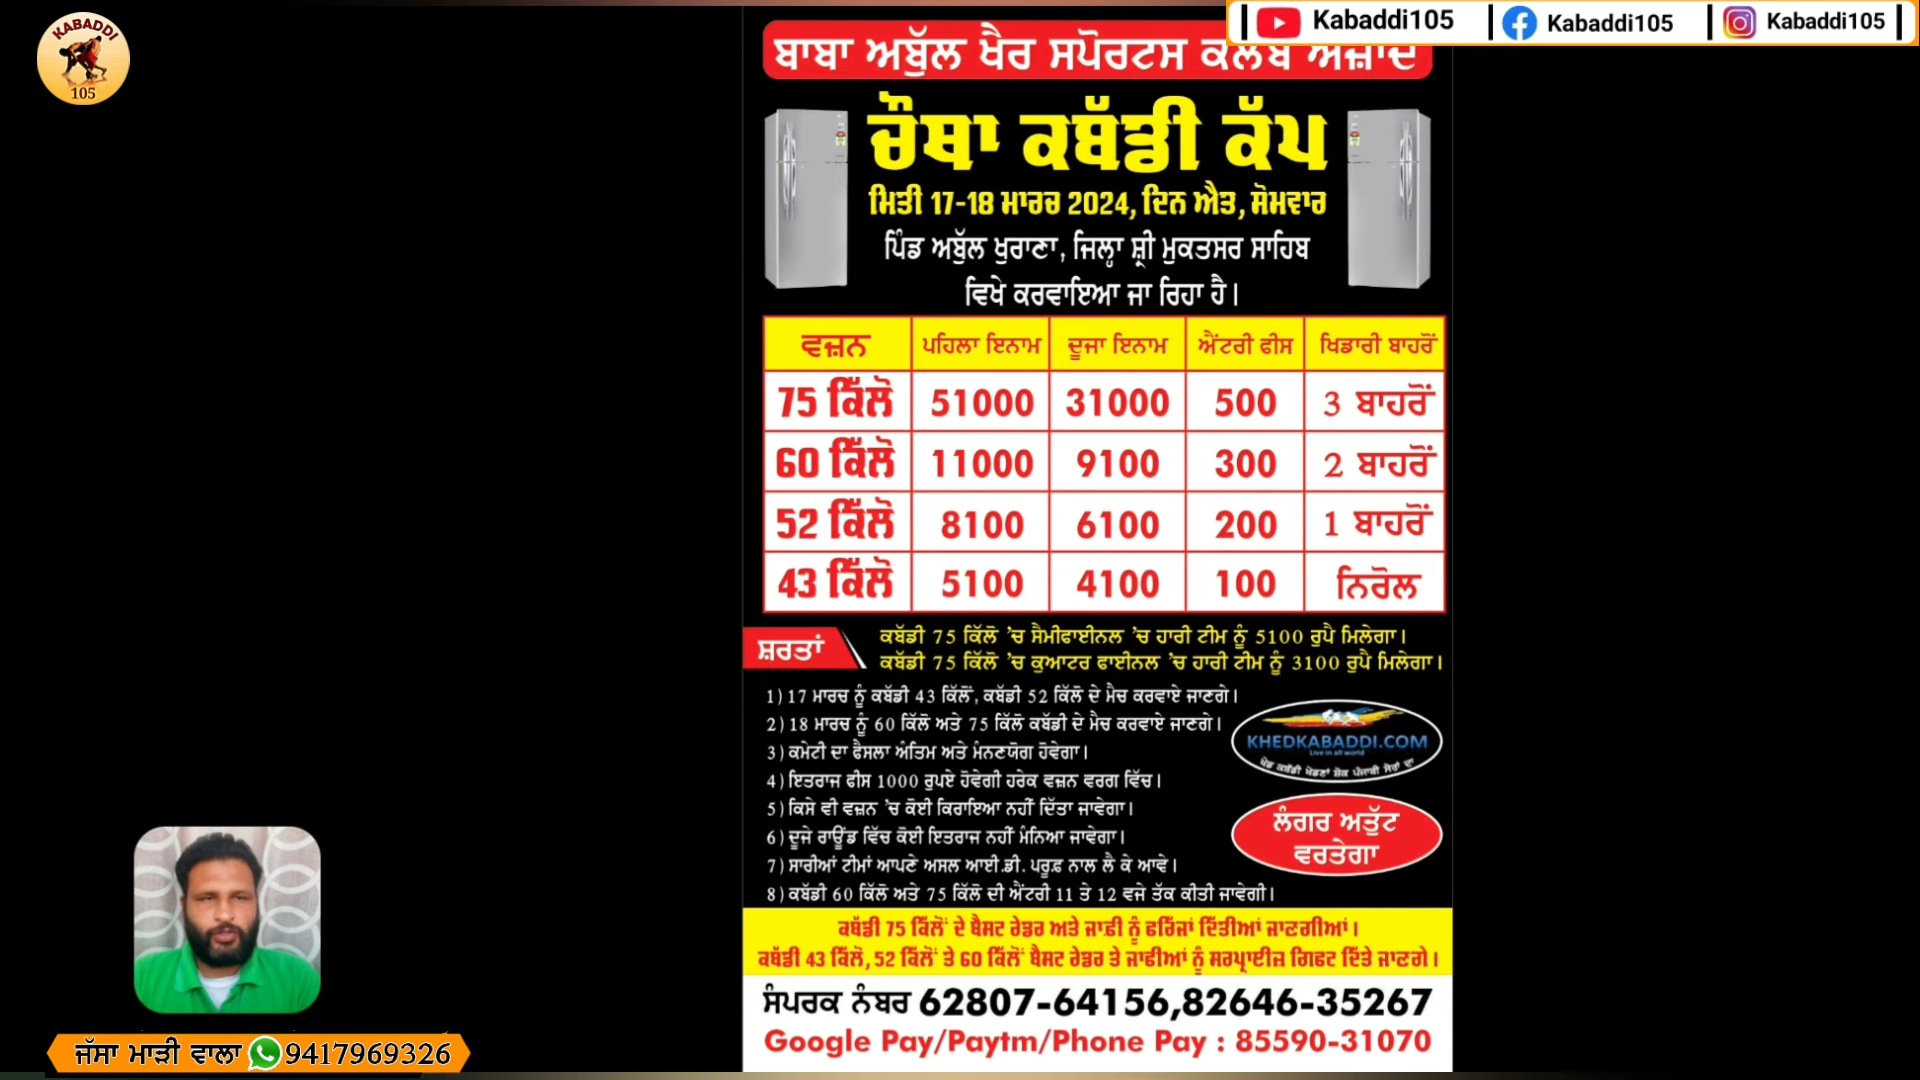 KABADDI
105
Kabaddi105
Kabaddi105
Kabaddi105
ਬਾਬਾ ਅਬੁੱਲ ਖੈਰ ਸਪੋਰਟਸ ਕਲੱਬ ਅਜ਼ਾਦ
ਚੌਥਾ ਕਬੱਡੀ ਕੱਪ
ਮਿਤੀ 17-18 ਮਾਰਚ 2024, ਦਿਨ ਐਤ, ਸੋਮਵਾਰ
ਪਿੰਡ ਅਬੁੱਲ ਖੁਰਾਣਾ, ਜਿਲ੍ਹਾ ਸ਼੍ਰੀ ਮੁਕਤਸਰ ਸਾਹਿਬ
ਵਿਖੇ ਕਰਵਾਇਆ ਜਾ ਰਿਹਾ ਹੈ।
ਵਜ਼ਨ ਪਹਿਲਾ ਇਨਾਮ ਦੂਜਾ ਇਨਾਮ ਐਂਟਰੀ ਫੀਸ ਖਿਡਾਰੀ ਬਾਹਰੋਂ
75 ਕਿੱਲੋ 51000 31000 500 3 ਬਾਹਰੋਂ
60 ਕਿੱਲੋ 11000 9100 300 2 ਬਾਹਰੋਂ
52 ਕਿੱਲੋ 8100 6100 200 1 ਬਾਹਰੋਂ
43 ਕਿੱਲੋ 5100 4100 100 ਨਿਰੋਲ
ਸ਼ਰਤਾਂ
ਕਬੱਡੀ 75 ਕਿੱਲੋ 'ਚ ਸੈਮੀਫਾਈਨਲ 'ਚ ਹਾਰੀ ਟੀਮ ਨੂੰ 5100 ਰੁਪੈ ਮਿਲੇਗਾ।
ਕਬੱਡੀ 75 ਕਿੱਲੋ 'ਚ ਕੁਆਟਰ ਫਾਈਨਲ 'ਚ ਹਾਰੀ ਟੀਮ ਨੂੰ 3100 ਰੁਪੈ ਮਿਲੇਗਾ।
1) 17 ਮਾਰਚ ਨੂੰ ਕਬੱਡੀ 43 ਕਿੱਲੋਂ, ਕਬੱਡੀ 52 ਕਿੱਲੋ ਦੇ ਮੈਚ ਕਰਵਾਏ ਜਾਣਗੇ।
2) 18 ਮਾਰਚ ਨੂੰ 60 ਕਿੱਲੋ ਅਤੇ 75 ਕਿੱਲੋ ਕਬੱਡੀ ਦੇ ਮੈਚ ਕਰਵਾਏ ਜਾਣਗੇ।
3) ਕਮੇਟੀ ਦਾ ਫੈਸਲਾ ਅੰਤਿਮ ਅਤੇ ਮੰਨਣਯੋਗ ਹੋਵੇਗਾ।
4) ਇਤਰਾਜ ਫੀਸ 1000 ਰੁਪਏ ਹੋਵੇਗੀ ਹਰੇਕ ਵਜ਼ਨ ਵਰਗ ਵਿੱਚ।
5) ਕਿਸੇ ਵੀ ਵਜ਼ਨ 'ਚ ਕੋਈ ਕਿਰਾਇਆ ਨਹੀਂ ਦਿੱਤਾ ਜਾਵੇਗਾ।
6) ਦੂਜੇ ਰਾਊਂਡ ਵਿੱਚ ਕੋਈ ਇਤਰਾਜ ਨਹੀਂ ਮੰਨਿਆ ਜਾਵੇਗਾ।
7) ਸਾਰੀਆਂ ਟੀਮਾਂ ਆਪਣੇ ਅਸਲ ਆਈ.ਡੀ. ਪਰੂਫ਼ ਨਾਲ ਲੈ ਕੇ ਆਵੇ।
8) ਕਬੱਡੀ 60 ਕਿੱਲੋ ਅਤੇ 75 ਕਿੱਲੋ ਦੀ ਐਂਟਰੀ 11 ਤੇ 12 ਵਜੇ ਤੱਕ ਕੀਤੀ ਜਾਵੇਗੀ।
KHEDKABADDI.COM
Live in all world
ਖੇਡ ਕਬੱਡੀ ਖੇਡਣਾਂ ਸ਼ੌਕ ਪੰਜਾਬੀ ਸ਼ੇਰਾਂ ਦਾ
ਲੰਗਰ ਅਤੁੱਟ
ਵਰਤੇਗਾ
ਕਬੱਡੀ 75 ਕਿੱਲੋਂ ਦੇ ਬੈਸਟ ਰੇਡਰ ਅਤੇ ਜਾਫ਼ੀ ਨੂੰ ਫਰਿੱਜਾਂ ਦਿੱਤੀਆਂ ਜਾਣਗੀਆਂ।
ਕਬੱਡੀ 43 ਕਿੱਲੋ, 52 ਕਿੱਲੋਂ ਤੇ 60 ਕਿੱਲੋਂ ਬੈਸਟ ਰੇਡਰ ਤੇ ਜਾਫੀਆਂ ਨੂੰ ਸਰਪ੍ਰਾਈਜ਼ ਗਿਫਟ ਦਿੱਤੇ ਜਾਣਗੇ।
ਸੰਪਰਕ ਨੰਬਰ 62807-64156,82646-35267
Google Pay/Paytm/Phone Pay : 85590-31070
ਜੱਸਾ ਮਾੜੀ ਵਾਲਾ 9417969326